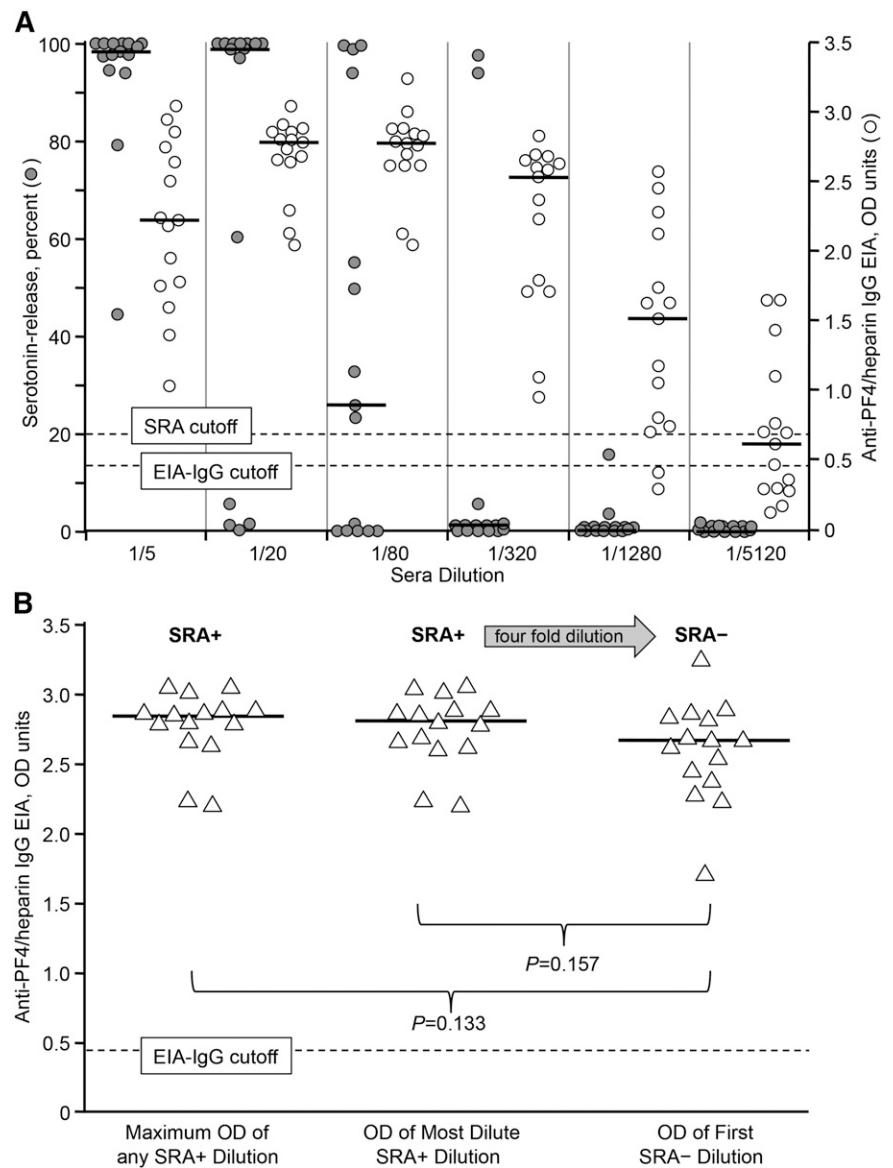 A
Serotonin-release, percent
100
80
60
40
20
0
Anti-PF4/heparin IgG EIA, OD units
3.5
3.0
2.5
2.0
1.5
1.0
0.5
0
SRA cutoff
EIA-IgG cutoff
1/5 1/20 1/80 1/320 1/1280 1/5120
Sera Dilution
B
Anti-PF4/heparin IgG EIA, OD units
3.5
3.0
2.5
2.0
1.5
1.0
0.5
0
SRA+ SRA+ four fold dilution SRA−
P=0.157
P=0.133
EIA-IgG cutoff
Maximum OD of OD of Most Dilute OD of First
any SRA+ Dilution SRA+ Dilution SRA− Dilution